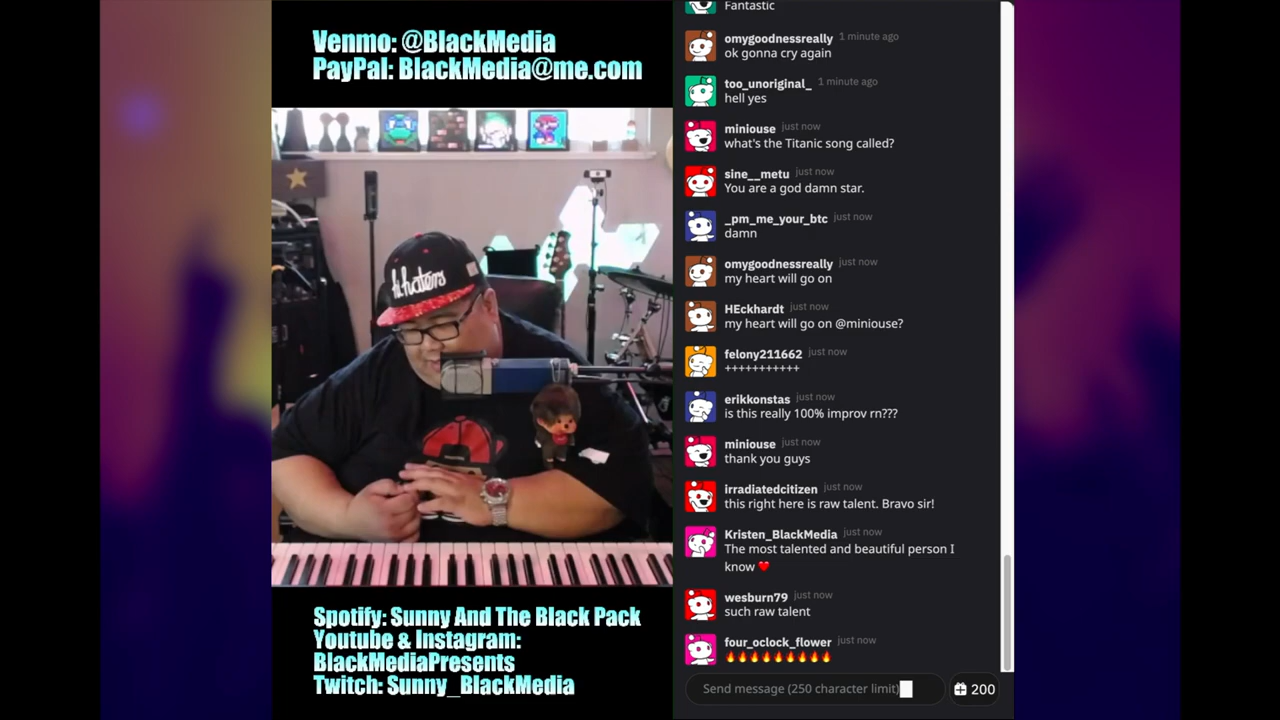 Venmo: @BlackMedia
PayPal: BlackMedia@me.com
hi haters
Spotify: Sunny And The Black Pack
Youtube & Instagram:
BlackMediaPresents
Twitch: Sunny_BlackMedia
Fantastic
omygoodnessreally 1 minute ago
ok gonna cry again
too_unoriginal_ 1 minute ago
hell yes
miniouse just now
what's the Titanic song called?
sine__metu just now
You are a god damn star.
_pm_me_your_btc just now
damn
omygoodnessreally just now
my heart will go on
HEckhardt just now
my heart will go on @miniouse?
felony211662 just now
+++++++++++
erikkonstas just now
is this really 100% improv rn???
miniouse just now
thank you guys
irradiatedcitizen just now
this right here is raw talent. Bravo sir!
Kristen_BlackMedia just now
The most talented and beautiful person I
know ❤️
wesburn79 just now
such raw talent
four_oclock_flower just now
🔥🔥🔥🔥🔥🔥🔥🔥🔥
Send message (250 character limit)
200